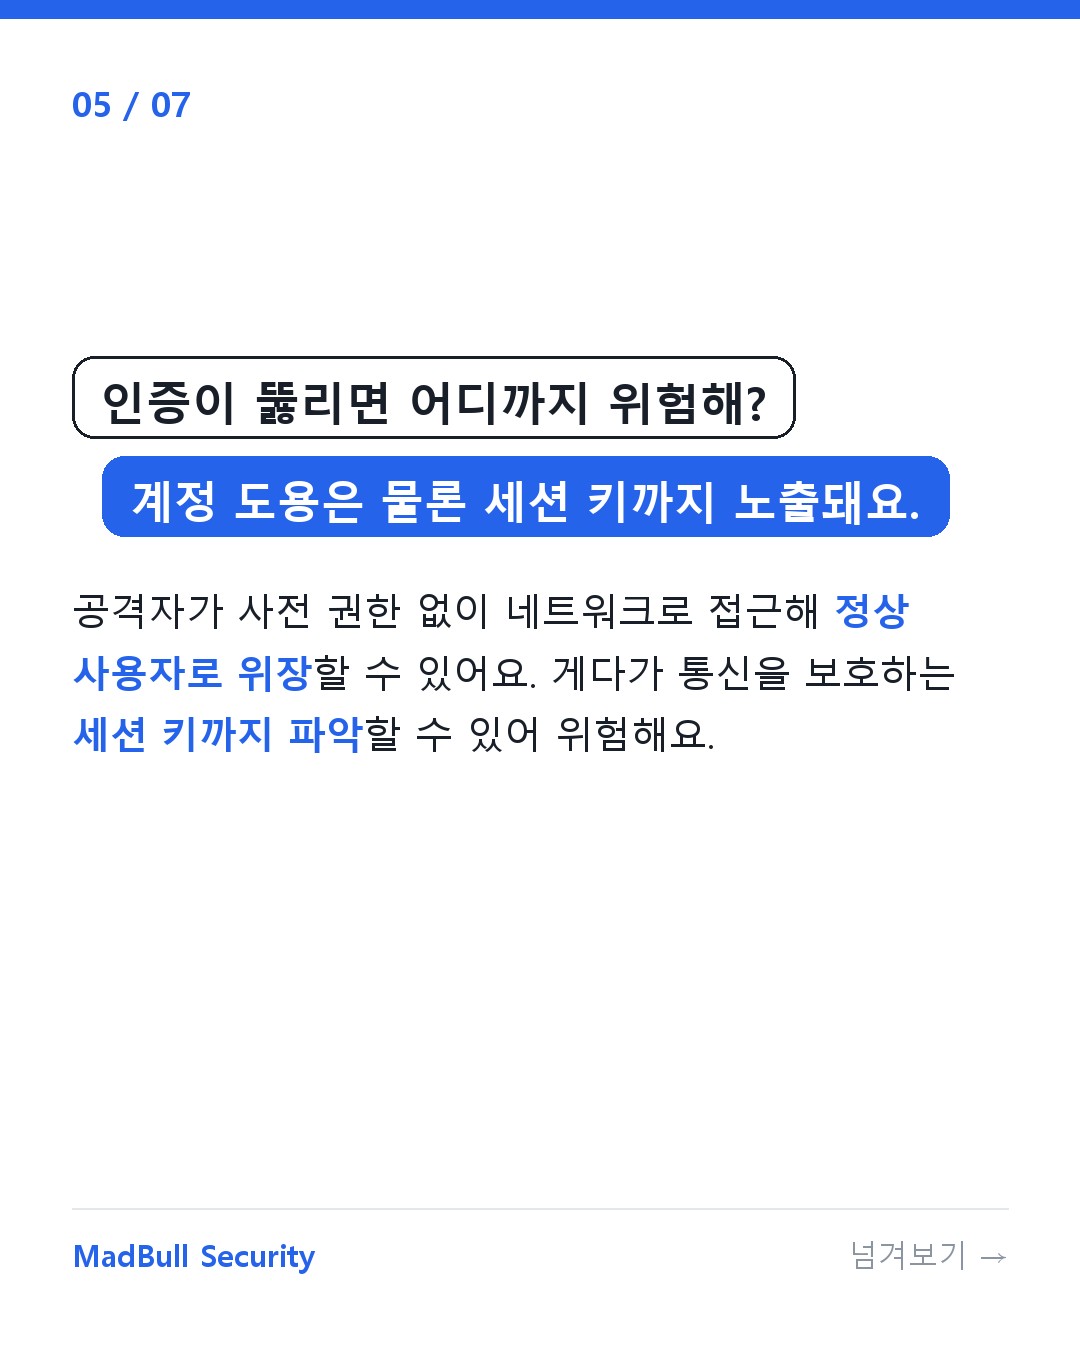 05 / 07
인증이 뚫리면 어디까지 위험해?
계정 도용은 물론 세션 키까지 노출돼요.
공격자가 사전 권한 없이 네트워크로 접근해 정상
사용자로 위장할 수 있어요. 게다가 통신을 보호하는
세션 키까지 파악할 수 있어 위험해요.
MadBull Security
넘겨보기 →